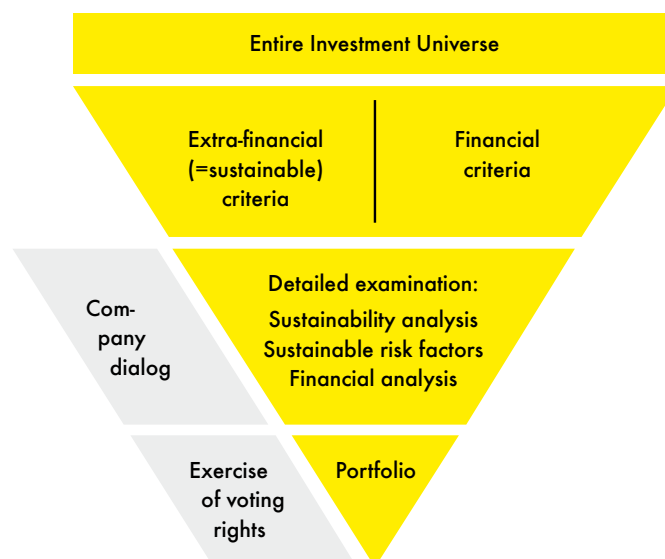 Entire Investment Universe
Extra-financial
(=sustainable)
criteria
Financial
criteria
Com-
pany
dialog
Detailed examination:
Sustainability analysis
Sustainable risk factors
Financial analysis
Exercise
of voting
rights
Portfolio